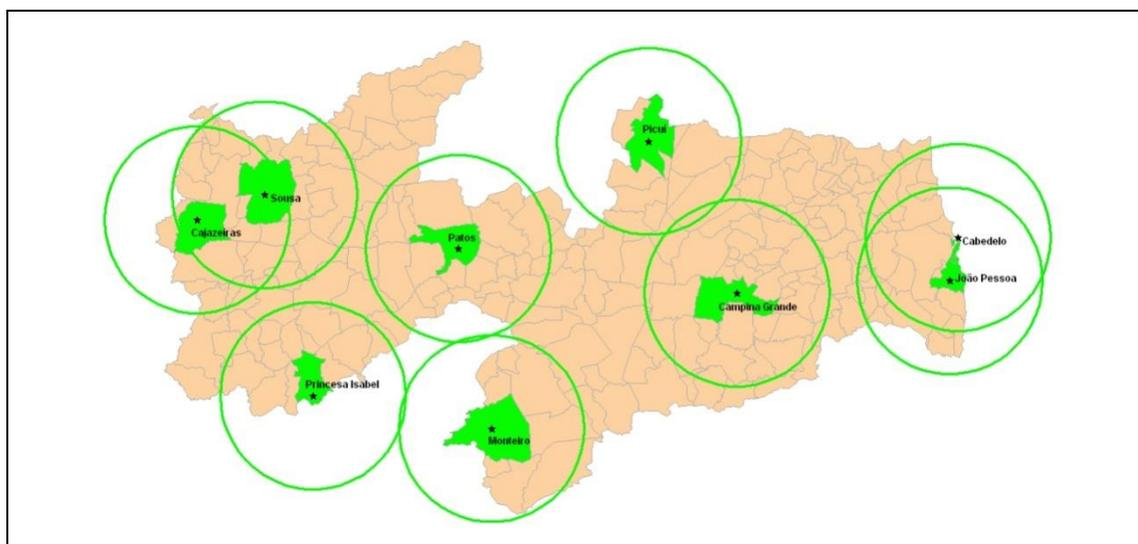 Picuí
Sousa
Cajazeiras
Patos
Cabedelo
João Pessoa
Campina Grande
Princesa Isabel
Monteiro